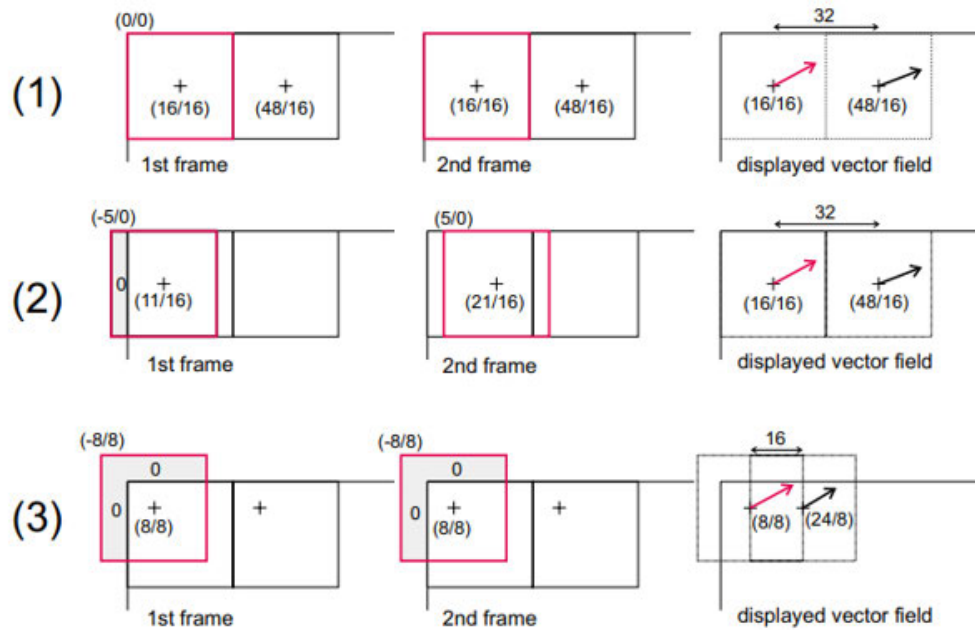 (0/0)
32
(1)
(16/16) (48/16)
(16/16) (48/16)
(16/16) (48/16)
1st frame
2nd frame
displayed vector field
(-5/0)
(5/0)
32
(2)
0
(11/16)
(21/16)
(16/16) (48/16)
1st frame
2nd frame
displayed vector field
(-8/8)
(-8/8)
16
(3)
0
0
(8/8)
0
0
(8/8)
(8/8) (24/8)
1st frame
2nd frame
displayed vector field